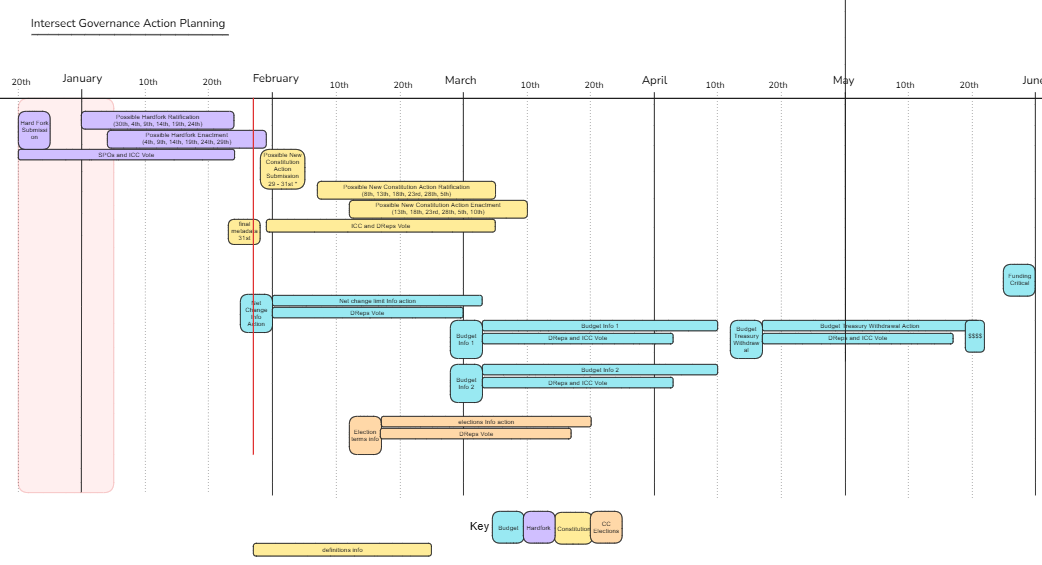 Intersect Governance Action Planning
20th
January
10th
20th
February
10th
20th
March
10th
20th
April
10th
20th
May
10th
20th
June
Hard Fork
Submissi
on
Possible Hardfork Ratification
(30th, 4th, 9th, 14th, 19th, 24th)
Possible Hardfork Enactment
(4th, 9th, 14th, 19th, 24th, 29th)
SPOs and ICC Vote
Possible New
Constitution
Action
Submission
29 - 31st *
Possible New Constitution Action Ratification
(8th, 13th, 18th, 23rd, 28th, 5th)
Possible New Constitution Action Enactment
(13th, 18th, 23rd, 28th, 5th, 10th)
final
metadata
31st
ICC and DReps Vote
Funding
Critical
Net
Change
Info
Action
Net change limit Info action
DReps Vote
Budget
Info 1
Budget Info 1
DReps and ICC Vote
Budget
Treasury
Withdraw
al
Budget Treasury Withdrawal Action
DReps and ICC Vote
$$$$
Budget
Info 2
Budget Info 2
DReps and ICC Vote
Election
terms info
elections Info action
DReps Vote
Key
Budget
Hardfork
Constitution
CC
Elections
definitions info